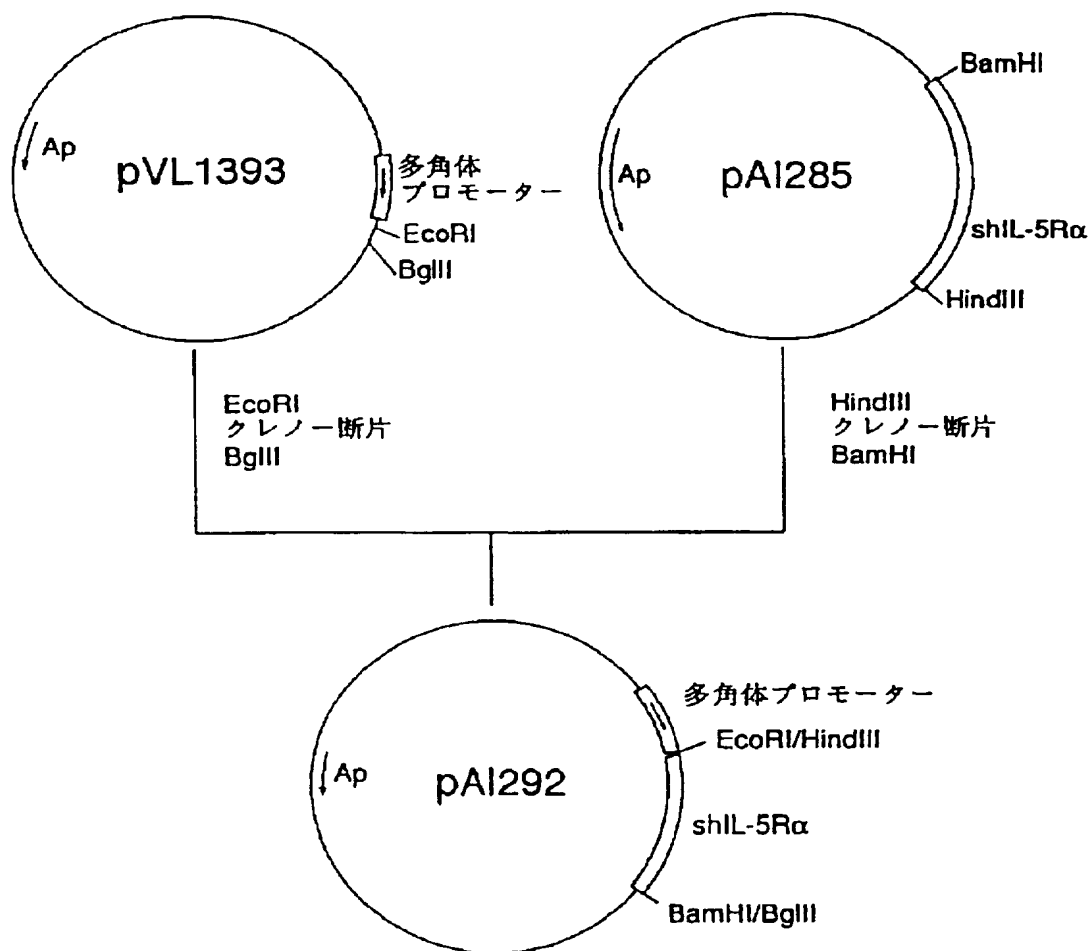 Ap
pVL1393
多角体
プロモーター
EcoRI
BglII
BamHI
Ap
pAI285
shIL-5Rα
HindIII
EcoRI
クレノー断片
BglII
HindIII
クレノー断片
BamHI
多角体プロモーター
EcoRI/HindIII
Ap
pAI292
shIL-5Rα
BamHI/BglII